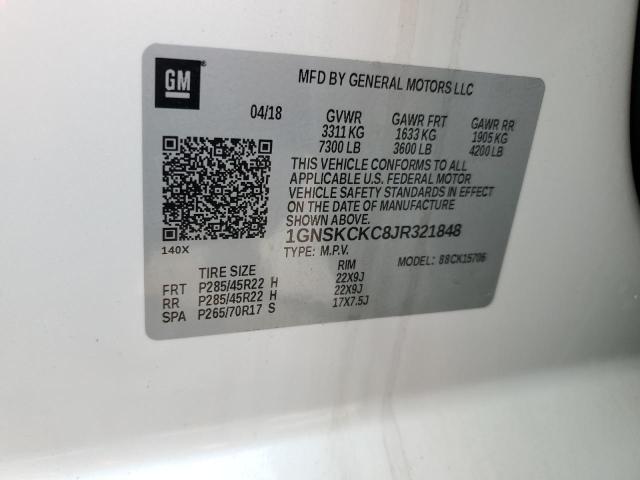 GM
MFD BY GENERAL MOTORS LLC
04/18 GVWR GAWR FRT GAWR RR
3311 KG 1633 KG 1905 KG
7300 LB 3600 LB 4200 LB
THIS VEHICLE CONFORMS TO ALL
APPLICABLE U.S. FEDERAL MOTOR
VEHICLE SAFETY STANDARDS IN EFFECT
ON THE DATE OF MANUFACTURE
SHOWN ABOVE.
1GNSKCKC8JR321848
140X
TYPE: M.P.V. MODEL: 88CK15706
TIRE SIZE RIM
FRT P285/45R22 H 22X9J
RR P285/45R22 H 22X9J
SPA P265/70R17 S 17X7.5J